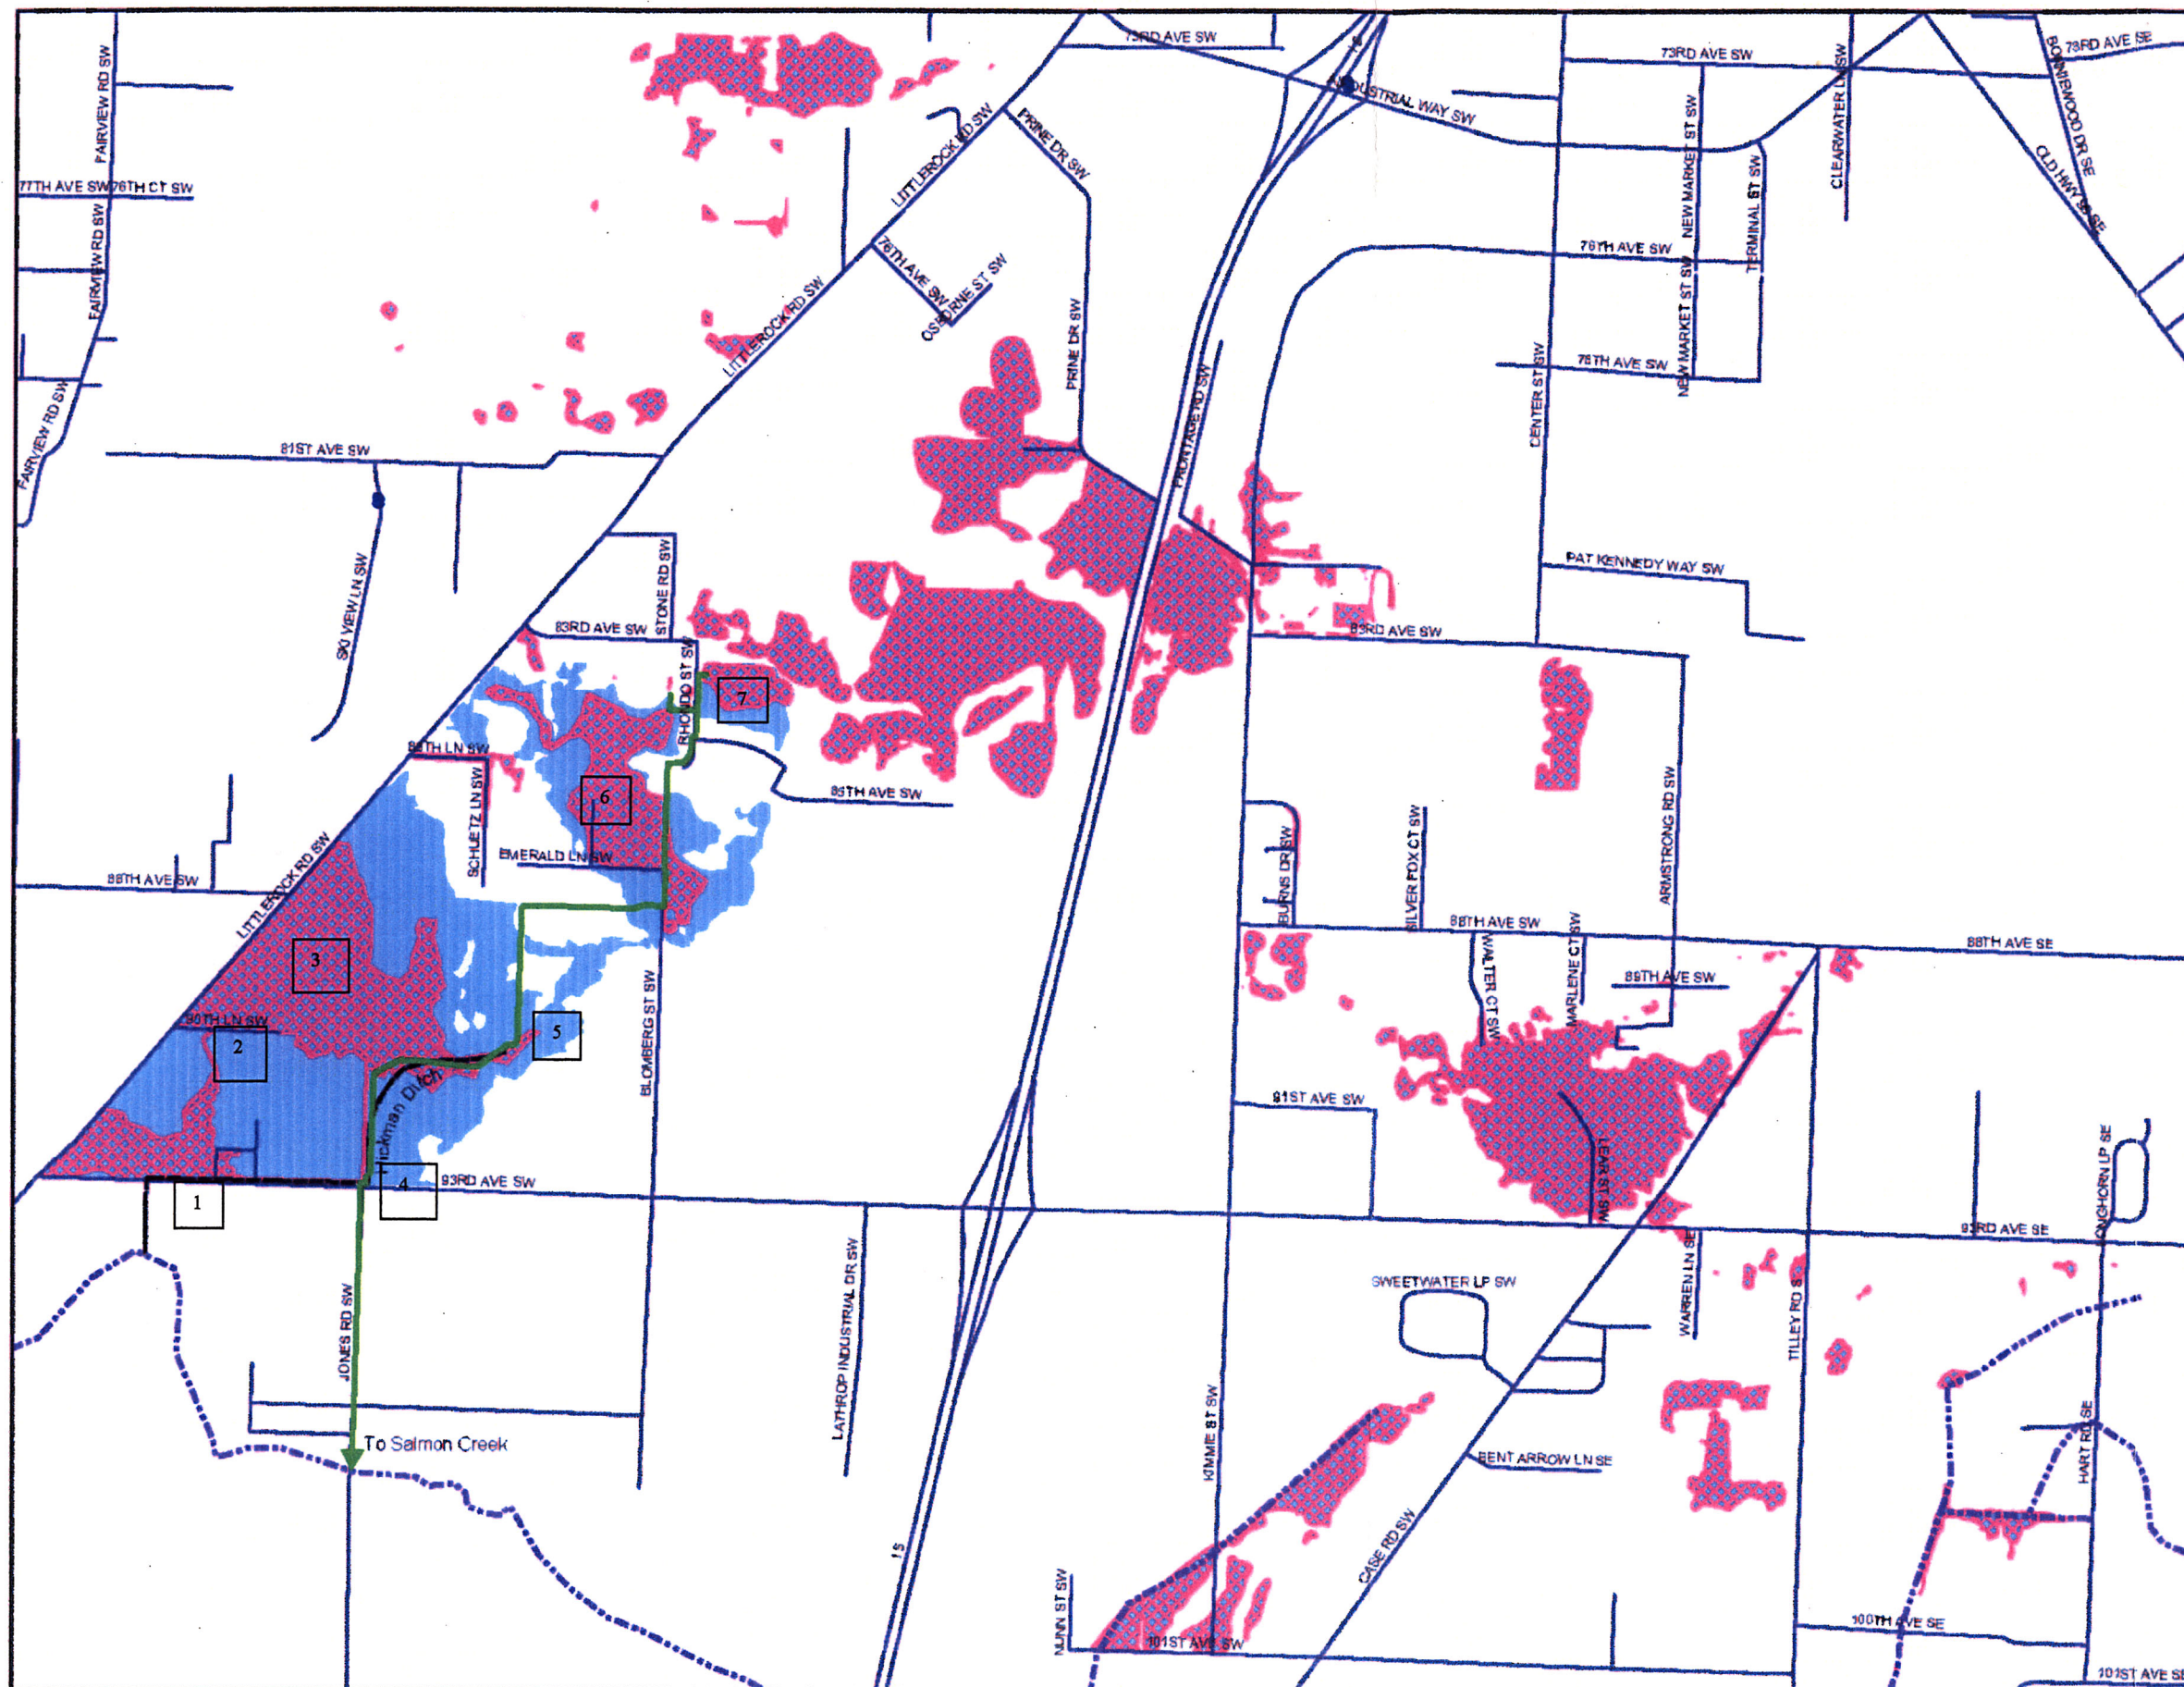 73RD AVE SW
I5
INDUSTRIAL WAY SW
73RD AVE SW
CLEARWATER LN SW
BONNIEWOOD DR SE
73RD AVE SE
OLD HWY 99 SE
FAIRVIEW RD SW
77TH AVE SW
76TH CT SW
FAIRVIEW RD SW
FAIRVIEW RD SW
LITTLEROCK RD SW
PRINE DR SW
NEW MARKET ST SW
TERMINAL ST SW
76TH AVE SW
76TH AVE SW
OSBORNE ST SW
LITTLEROCK RD SW
PRINE DR SW
NEW MARKET ST SW
78TH AVE SW
CENTER ST SW
FRONTAGE RD SW
81ST AVE SW
SKI VIEW LN SW
STONE RD SW
83RD AVE SW
PAT KENNEDY WAY SW
83RD AVE SW
RHONDO ST SW
7
SCHUETZ LN SW
6
EMERALD LN SW
ARMSTRONG RD SW
BURNS DR SW
SILVER FOX CT SW
88TH AVE SW
LITTLEROCK RD SW
3
88TH AVE SW
88TH AVE SE
WALTER CT SW
MARLENE CT SW
89TH AVE SW
90TH LN SW
2
5
BLOMBERG ST SW
91ST AVE SW
LEAR ST SW
1
4
93RD AVE SW
93RD AVE SE
LONGHORN LP SE
JONES RD SW
LATHROP INDUSTRIAL DR SW
SWEETWATER LP SW
WARREN LN SE
TILLEY RD S
To Salmon Creek
KIMMIE ST SW
BENT ARROW LN SE
HART RD SE
I5
CASE RD SW
NUNN ST SW
101ST AVE SW
100TH AVE SE
101ST AVE SE